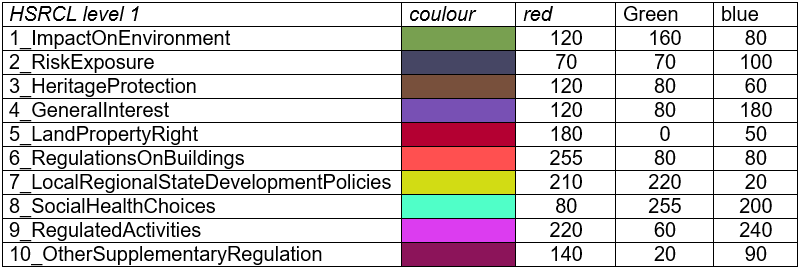 HSRCL level 1 coulour red Green blue
1_ImpactOnEnvironment 120 160 80
2_RiskExposure 70 70 100
3_HeritageProtection 120 80 60
4_GeneralInterest 120 80 180
5_LandPropertyRight 180 0 50
6_RegulationsOnBuildings 255 80 80
7_LocalRegionalStateDevelopmentPolicies 210 220 20
8_SocialHealthChoices 80 255 200
9_RegulatedActivities 220 60 240
10_OtherSupplementaryRegulation 140 20 90